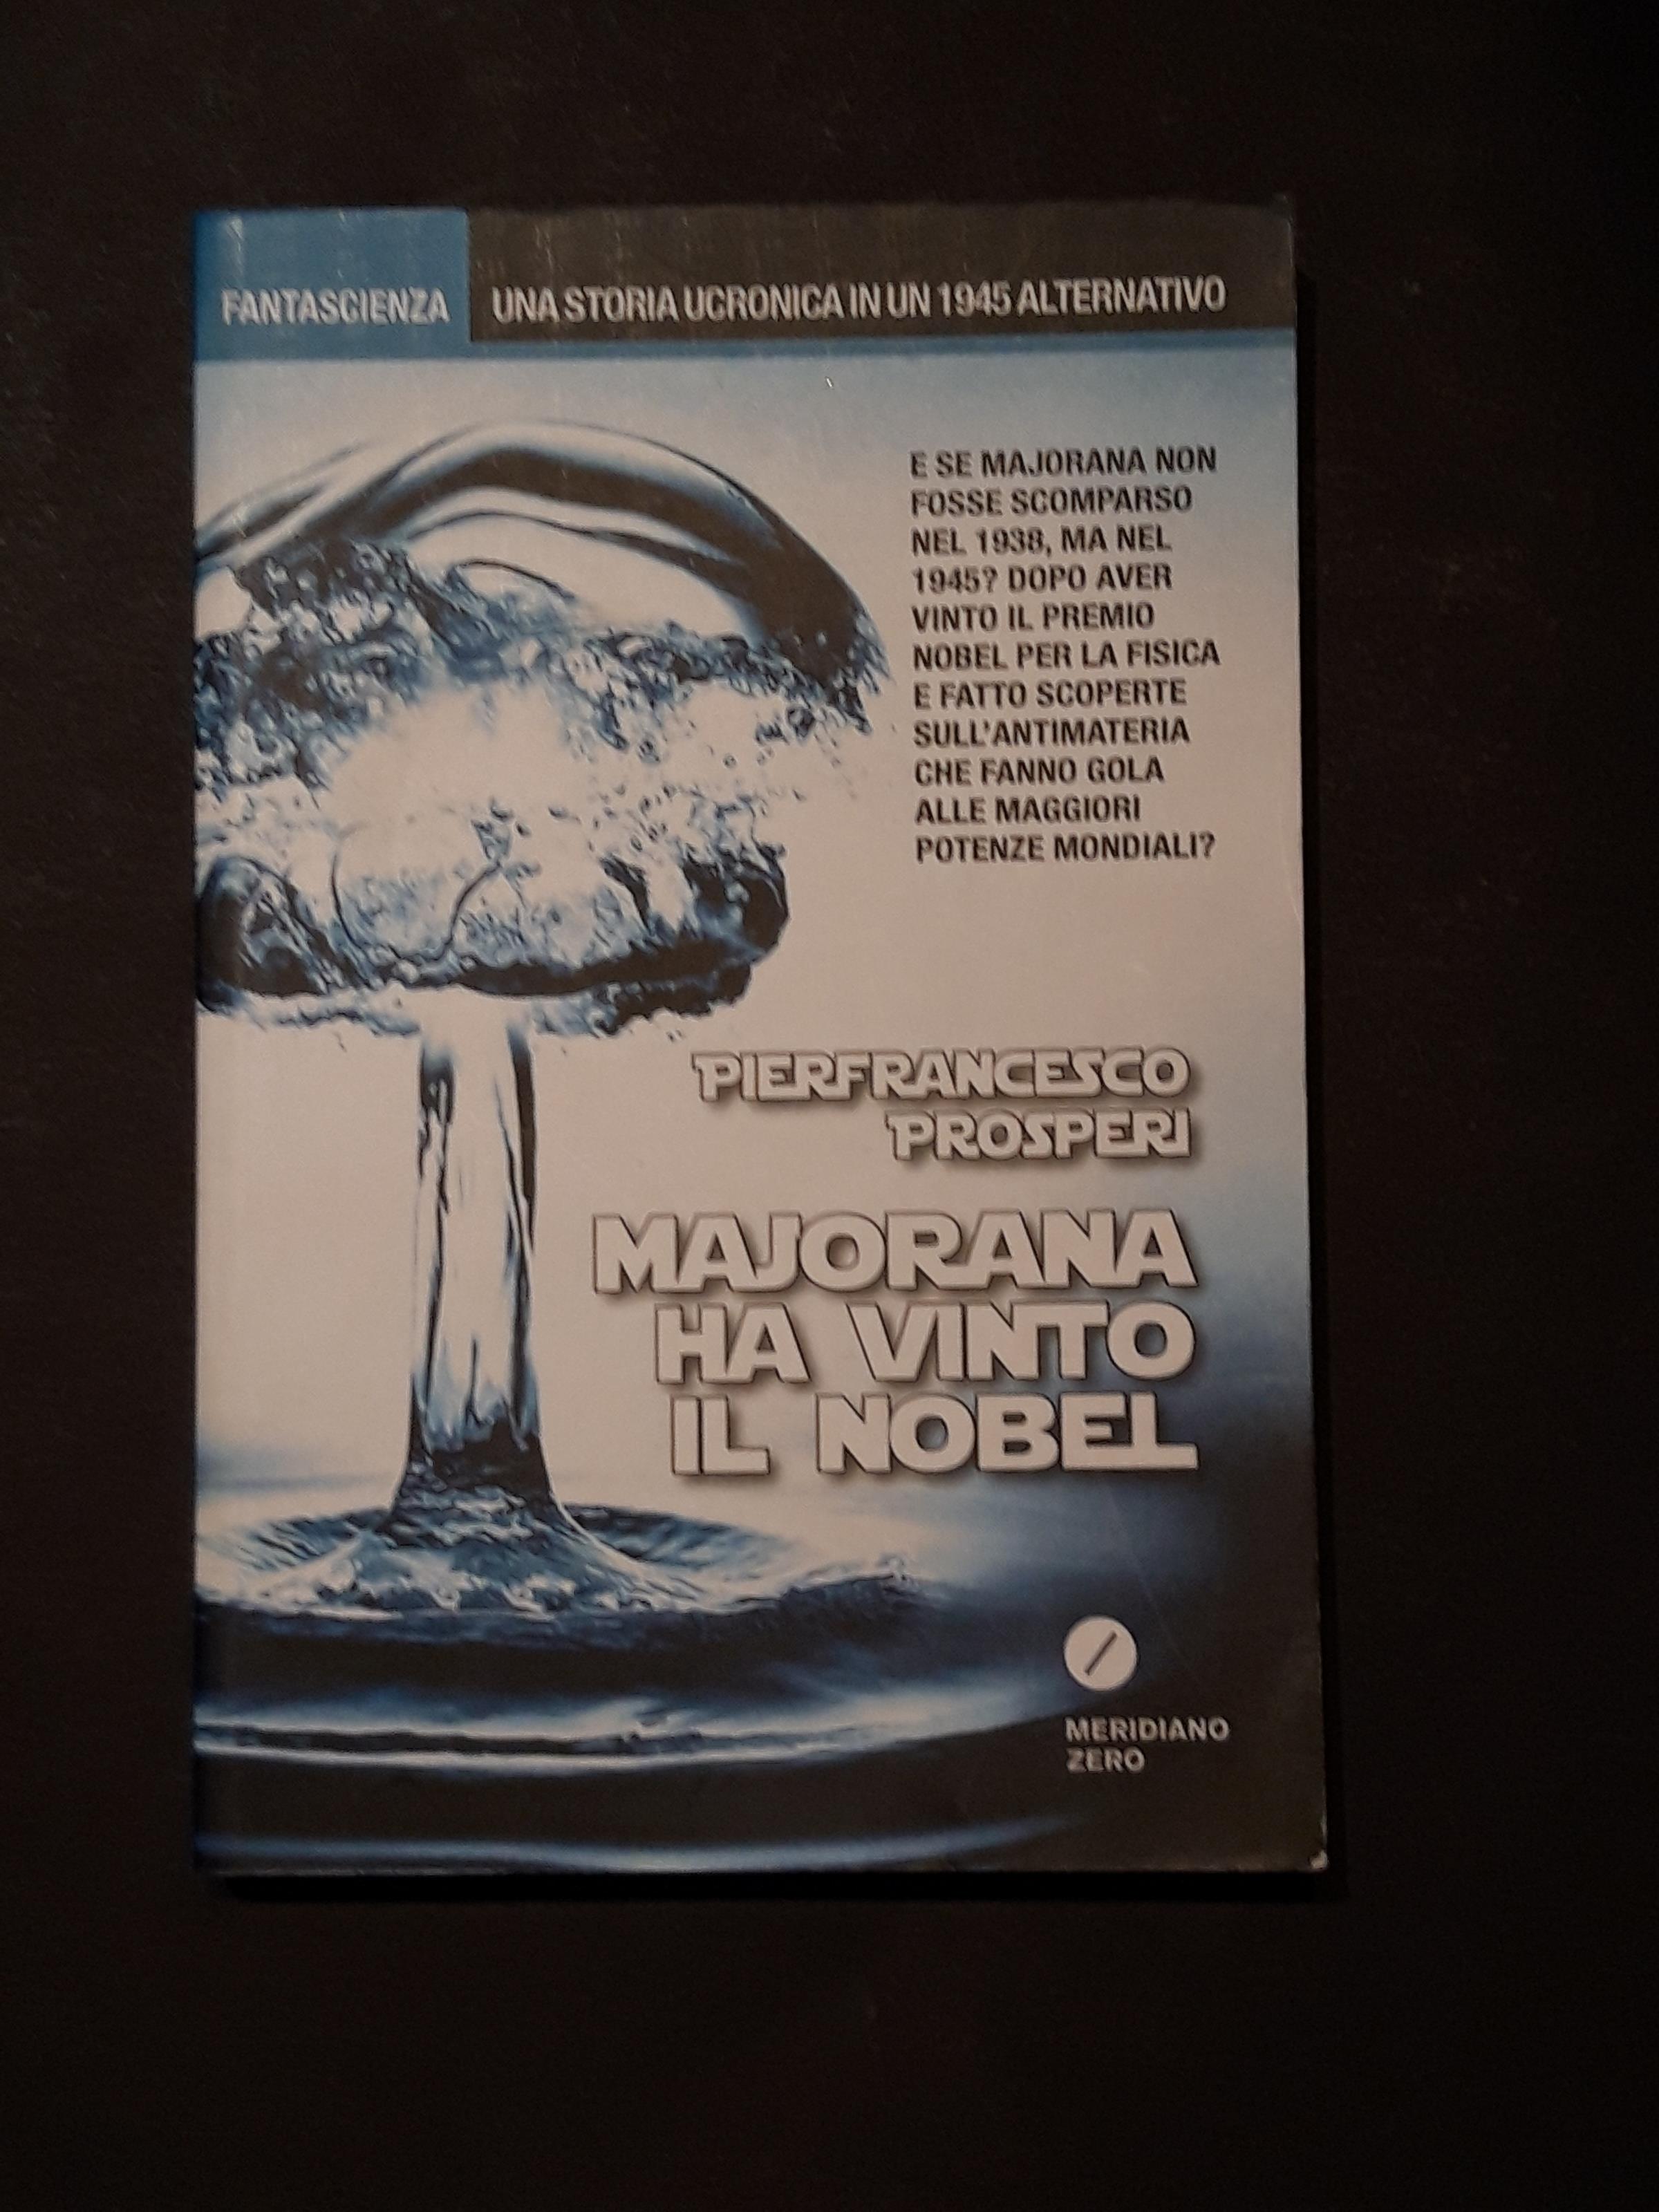 FANTASCIENZA
UNA STORIA UCRONICA IN UN 1945 ALTERNATIVO
E SE MAJORANA NON
FOSSE SCOMPARSO
NEL 1938, MA NEL
1945? DOPO AVER
VINTO IL PREMIO
NOBEL PER LA FISICA
E FATTO SCOPERTE
SULL'ANTIMATERIA
CHE FANNO GOLA
ALLE MAGGIORI
POTENZE MONDIALI?
PIERFRANCESCO
PROSPERI
MAJORANA
HA VINTO
IL NOBEL
MERIDIANO
ZERO